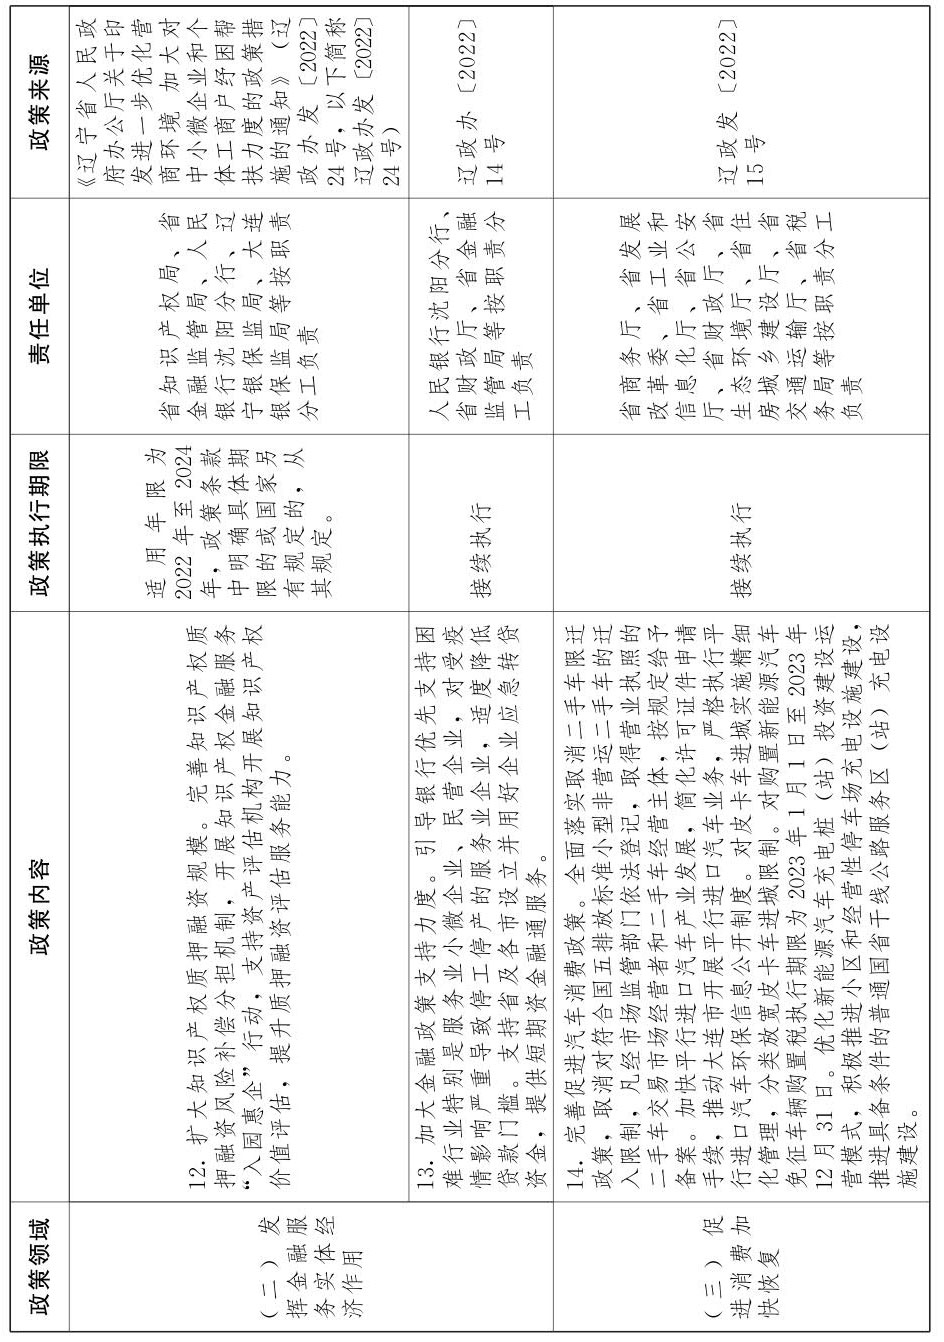 政策领域
政策内容
政策执行期限
责任单位
政策来源
（二）发
挥金融服
务实体经
济作用
12．扩大知识产权质押融资规模。完善知识产权质
押融资风险补偿分担机制，开展知识产权金融服务
“入园惠企”行动，支持资产评估机构开展知识产权
价值评估，提升质押融资评估服务能力。
适用年限为
2022年至2024
年，政策条款
中明确具体期
限的或国家另
有规定的，从
其规定。
省知识产权局、省
金融监管局、人民
银行沈阳分行、辽
宁银保监局、大连
银保监局等按职责
分工负责
《辽宁省人民政
府办公厅关于印
发进一步优化营
商环境 加大对
中小微企业和个
体工商户纾困帮
扶力度的政策措
施的通知》（辽
政办发〔2022〕
24号，以下简称
辽政办发〔2022〕
24号）
13．加大金融政策支持力度。引导银行优先支持困
难行业特别是服务业小微企业、民营企业，对受疫
情影响严重导致停工停产的服务业企业，适度降低
贷款门槛。支持省及各市设立并用好企业应急转贷
资金，提供短期资金融通服务。
接续执行
人民银行沈阳分行、
省财政厅、省金融
监管局等按职责分
工负责
辽政办〔2022〕
14号
（三）促
进消费加
快恢复
14．完善促进汽车消费政策。全面落实取消二手车限迁
政策，取消对符合国五排放标准小型非营运二手车的迁
入限制，凡经市场监管部门依法登记，取得营业执照的
二手车交易市场经营者和二手车经营主体，按规定给予
备案。加快平行进口汽车产业发展，简化许可证件申请
手续，推动大连市开展平行进口汽车业务，严格执行平
行进口汽车环保信息公开制度。对皮卡车进城实施精细
化管理，分类放宽皮卡车进城限制。对购置新能源汽车
免征车辆购置税执行期限为2023年1月1日至2023年
12月31日。优化新能源汽车充电桩（站）投资建设运
营模式，积极推进小区和经营性停车场充电设施建设，
推进具备条件的普通国省干线公路服务区（站）充电设
施建设。
接续执行
省商务厅、省发展
改革委、省工业和
信息化厅、省公安
厅、省财政厅、省
生态环境厅、省住
房城乡建设厅、省
交通运输厅、省税
务局等按职责分工
负责
辽政发〔2022〕
15号